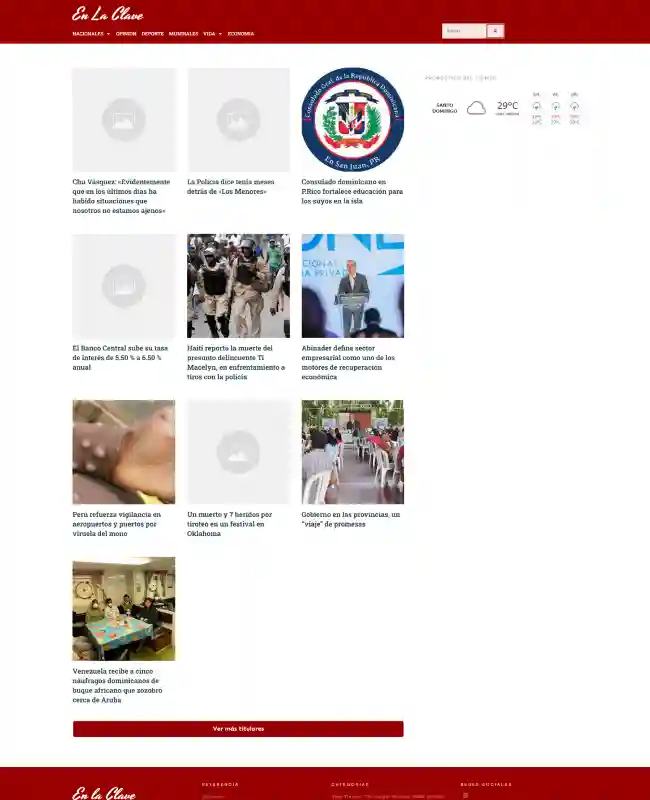 En La Clave
NACIONALES OPINION DEPORTE MUNDIALES VIDA ECONOMIA
PRONÓSTICO DEL TIEMPO
SANTO
DOMINGO
29°C
Consulado Gral. de la República Dominicana
En San Juan, PR
Chu Vásquez: «Evidentemente
que en los últimos días ha
habido situaciones que
nosotros no estamos ajenos»
La Policía dice tenía meses
detrás de «Los Menores»
Consulado dominicano en
P.Rico fortalece educación para
los suyos en la isla
El Banco Central sube su tasa
de interés de 5.50 % a 6.50 %
anual
Haití reporta la muerte del
presunto delincuente Ti
Macelyn, en enfrentamiento a
tiros con la policía
Abinader define sector
empresarial como uno de los
motores de recuperación
económica
Perú refuerza vigilancia en
aeropuertos y puertos por
viruela del mono
Un muerto y 7 heridos por
tiroteo en un festival en
Oklahoma
Gobierno en las provincias, un
"viaje" de promesas
Venezuela recibe a cinco
náufragos dominicanos de
buque africano que zozobró
cerca de Aruba
Ver más titulares
En la Clave
REFERENCIA
CATEGORIAS
REDES SOCIALES